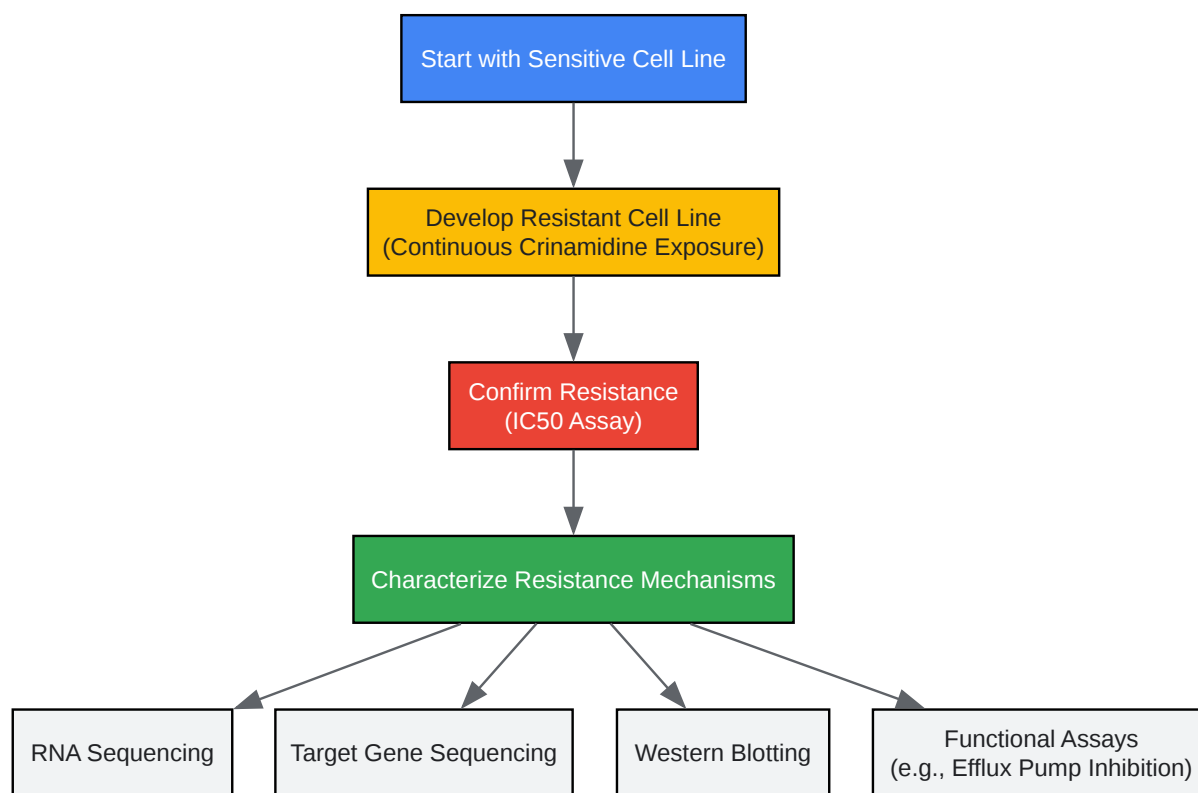 Start with Sensitive Cell Line
Develop Resistant Cell Line
(Continuous Crinamidine Exposure)
Confirm Resistance
(IC50 Assay)
Characterize Resistance Mechanisms
RNA Sequencing
Target Gene Sequencing
Western Blotting
Functional Assays
(e.g., Efflux Pump Inhibition)